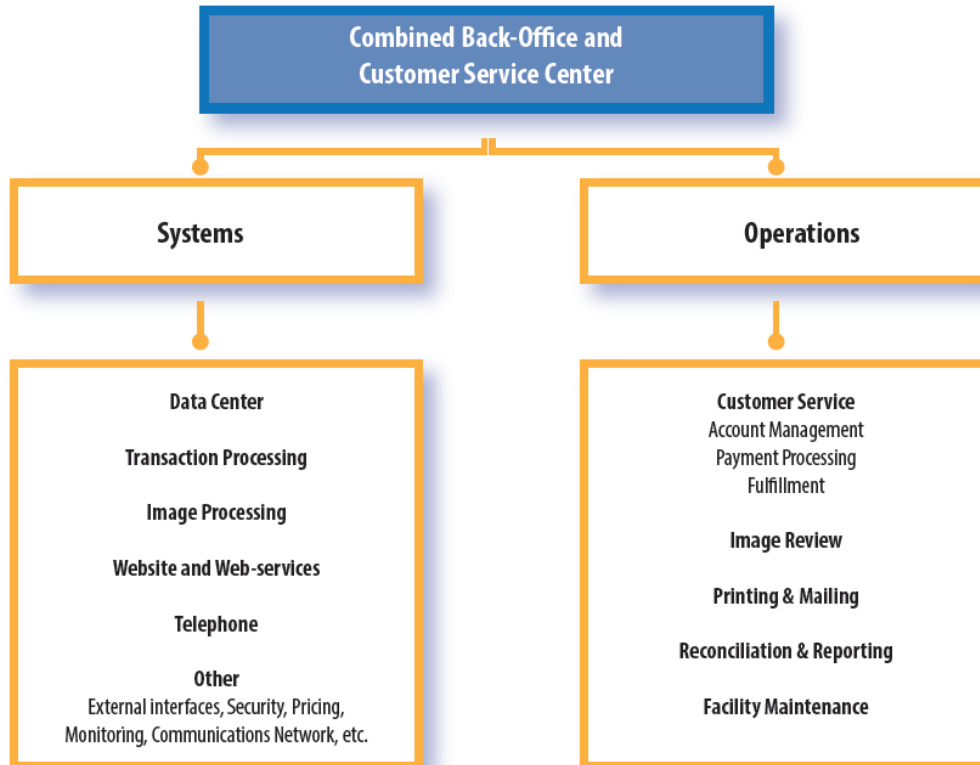 Combined Back-Office and
Customer Service Center
Systems
Operations
Data Center
Transaction Processing
Image Processing
Website and Web-services
Telephone
Other
External interfaces, Security, Pricing,
Monitoring, Communications Network, etc.
Customer Service
Account Management
Payment Processing
Fulfillment
Image Review
Printing & Mailing
Reconciliation & Reporting
Facility Maintenance